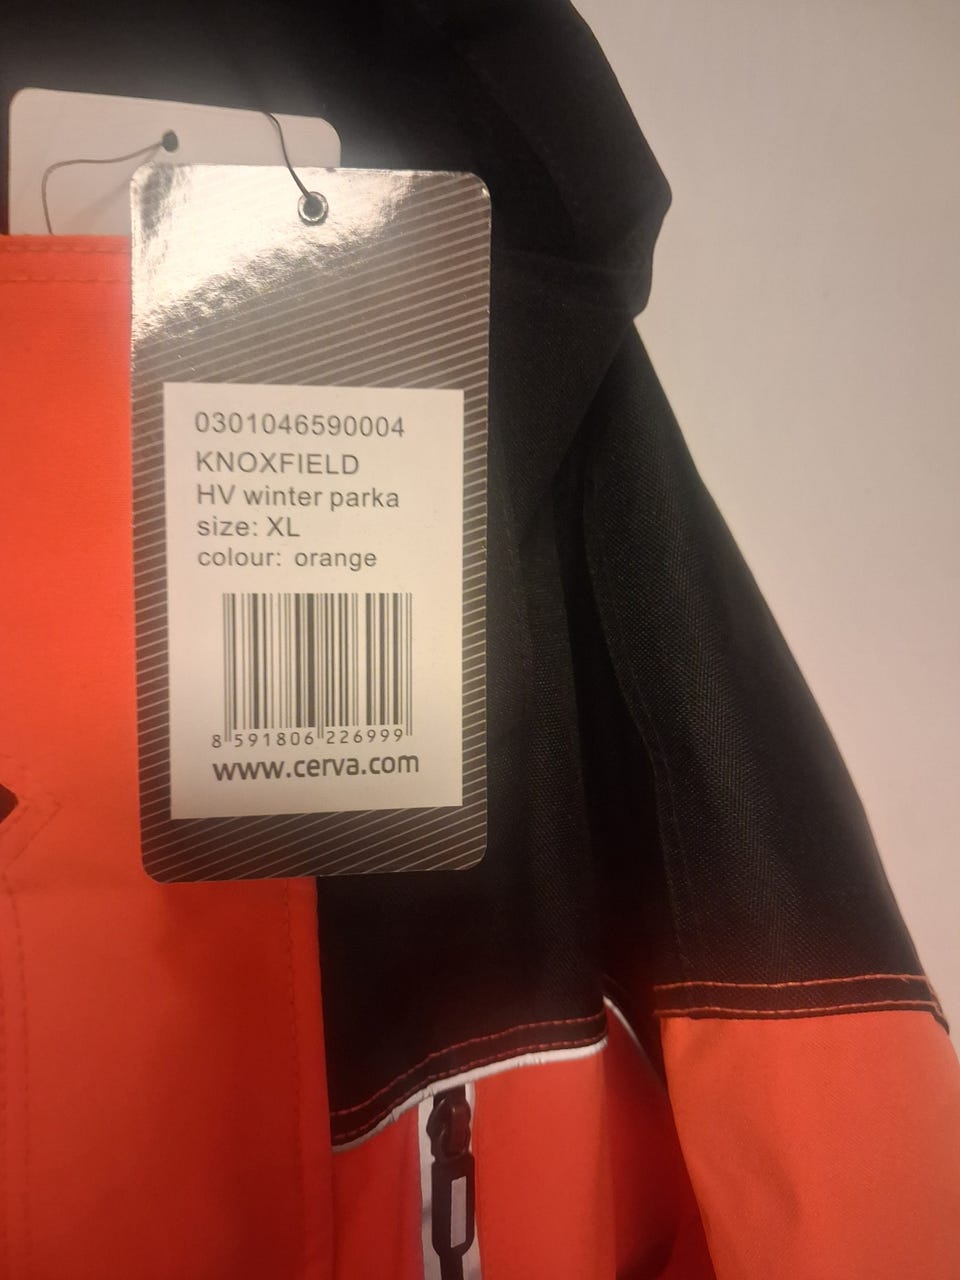 0301046590004
KNOXFIELD
HV winter parka
size: XL
colour: orange
8 591806 226999
www.cerva.com